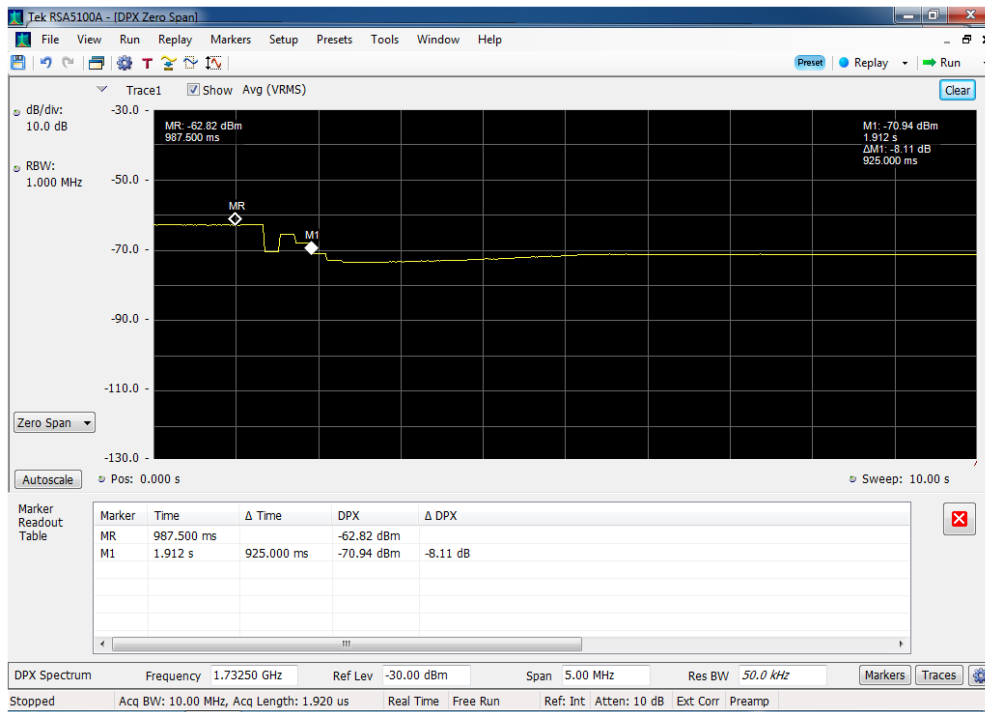 Tek RSA5100A - [DPX Zero Span]
File View Run Replay Markers Setup Presets Tools Window Help
T Preset Replay Run
Trace1 Show Avg (VRMS) Clear
dB/div:
10.0 dB
RBW:
1.000 MHz
-30.0 -
-50.0 -
-70.0 -
-90.0 -
-110.0 -
-130.0 -
MR: -62.82 dBm
987.500 ms
M1: -70.94 dBm
1.912 s
ΔM1: -8.11 dB
925.000 ms
MR
M1
Zero Span
Autoscale Pos: 0.000 s Sweep: 10.00 s
Marker
Readout
Table
Marker Time Δ Time DPX Δ DPX
MR 987.500 ms -62.82 dBm
M1 1.912 s 925.000 ms -70.94 dBm -8.11 dB
DPX Spectrum Frequency 1.73250 GHz Ref Lev -30.00 dBm Span 5.00 MHz Res BW 50.0 kHz Markers Traces
Stopped Acq BW: 10.00 MHz, Acq Length: 1.920 us Real Time Free Run Ref: Int Atten: 10 dB Ext Corr Preamp